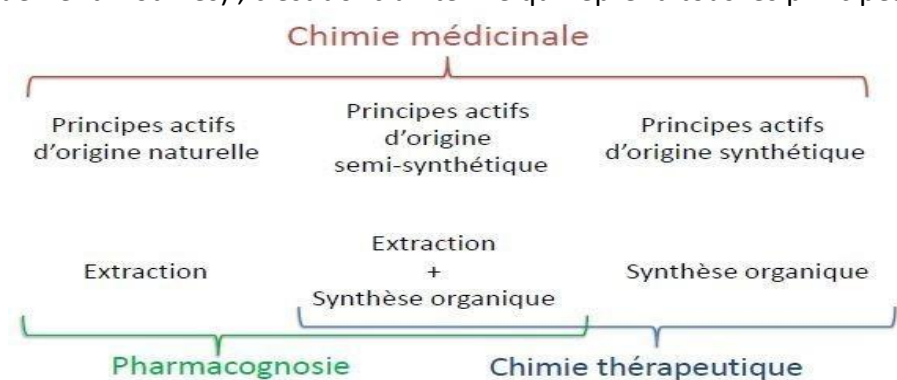 Chimie médicinale
Principes actifs
d'origine naturelle
Principes actifs
d'origine
semi-synthétique
Principes actifs
d'origine synthétique
Extraction
Extraction
+
Synthèse organique
Synthèse organique
Pharmacognosie
Chimie thérapeutique